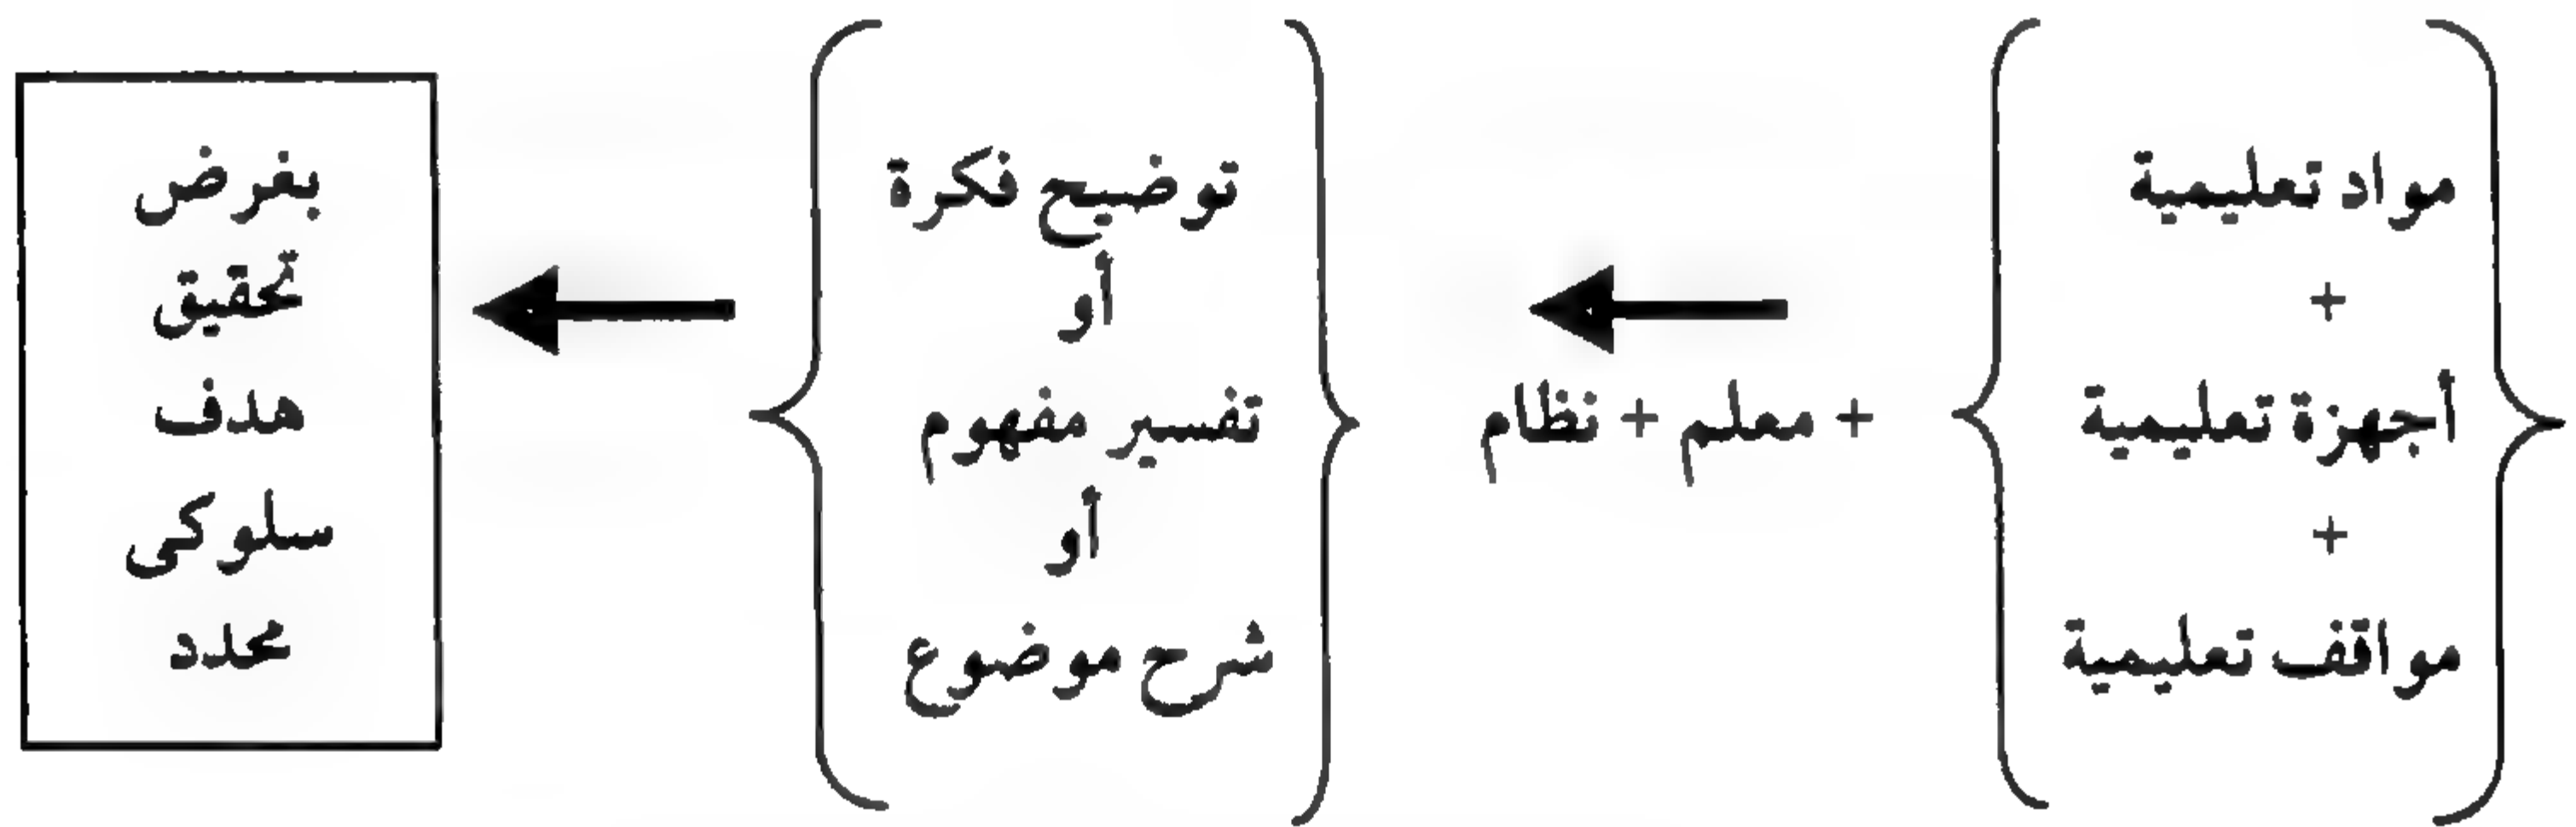 مواد تعليمية
+
أجهزة تعليمية
+
مواقف تعليمية
+ معلم + نظام
توضيح فكرة
أو
تفسير مفهوم
أو
شرح موضوع
بغرض
تحقيق
هدف
سلوكى
محدد